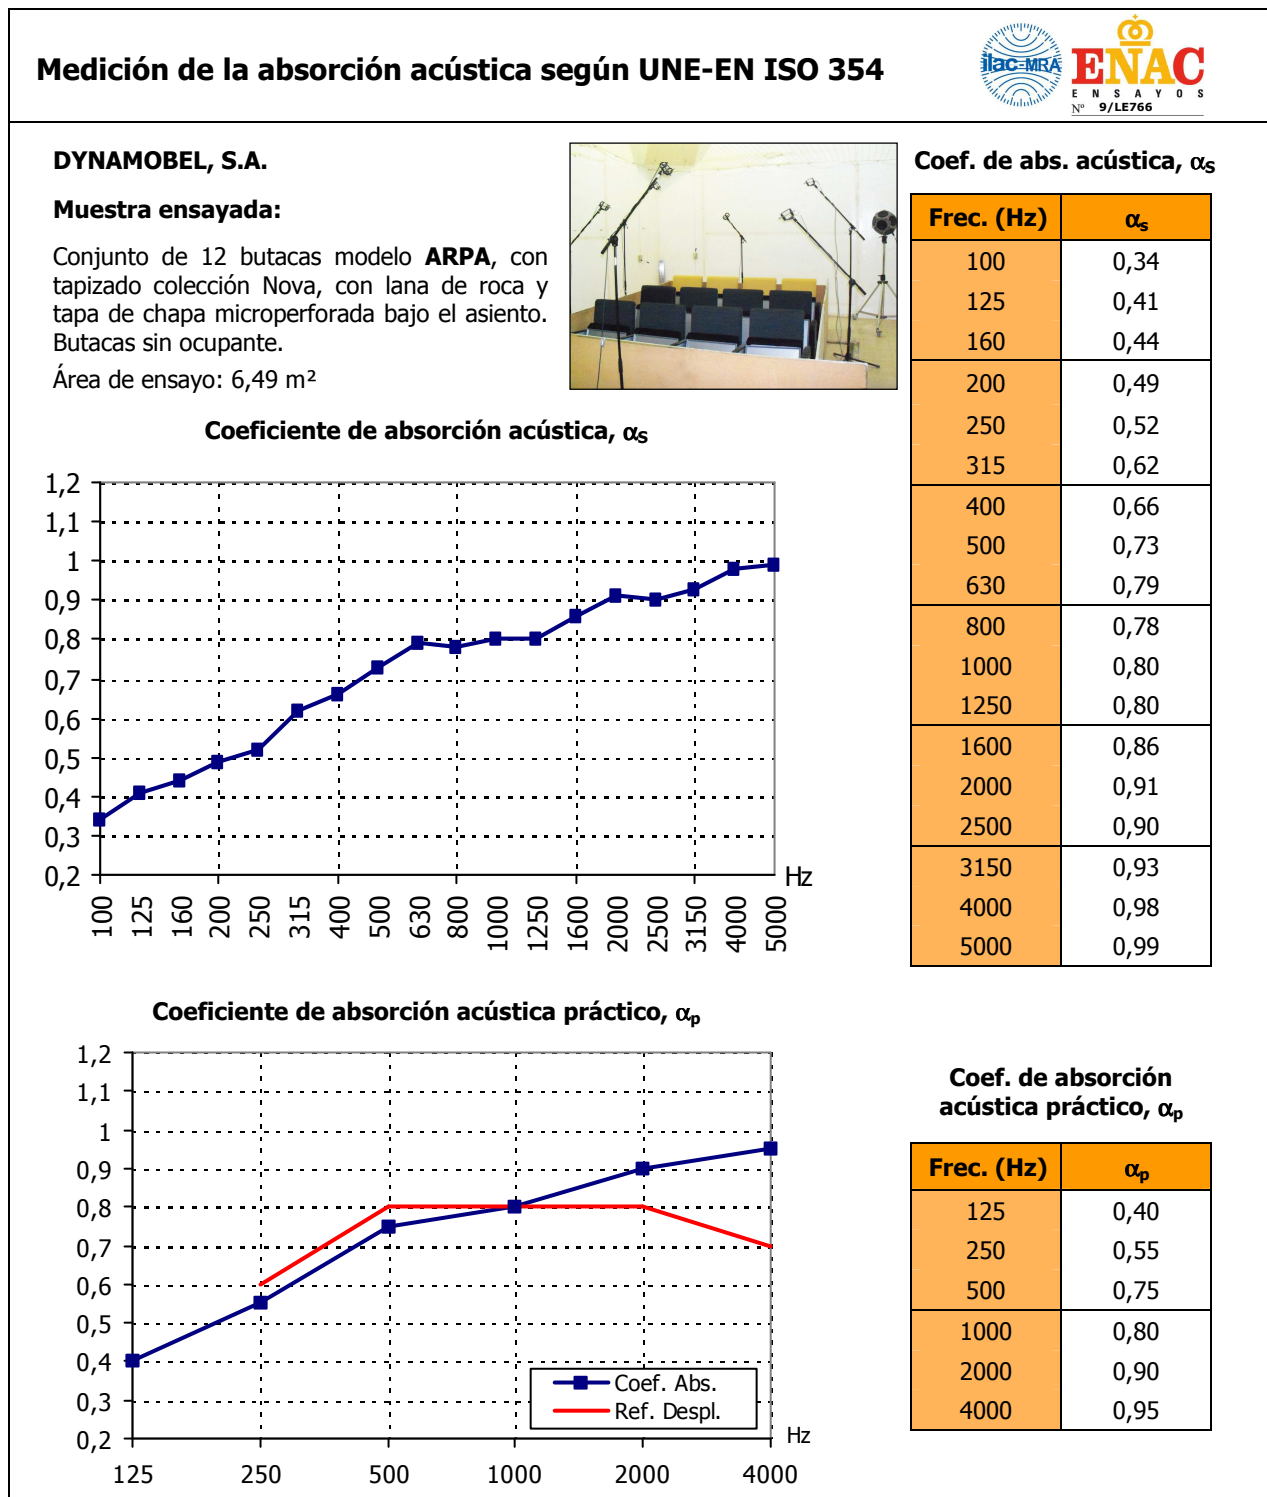 Medición de la absorción acústica según UNE-EN ISO 354
ilac-MRA
ENAC
ENSAYOS
Nº 9/LE766
DYNAMOBEL, S.A.
Muestra ensayada:
Conjunto de 12 butacas modelo ARPA, con
tapizado colección Nova, con lana de roca y
tapa de chapa microperforada bajo el asiento.
Butacas sin ocupante.
Área de ensayo: 6,49 m²
Coef. de abs. acústica, αS
Frec. (Hz) αs
100 0,34
125 0,41
160 0,44
200 0,49
250 0,52
315 0,62
400 0,66
500 0,73
630 0,79
800 0,78
1000 0,80
1250 0,80
1600 0,86
2000 0,91
2500 0,90
3150 0,93
4000 0,98
5000 0,99
Coeficiente de absorción acústica, αS
1,2
1,1
1
0,9
0,8
0,7
0,6
0,5
0,4
0,3
0,2
Hz
100 125 160 200 250 315 400 500 630 800 1000 1250 1600 2000 2500 3150 4000 5000
Coeficiente de absorción acústica práctico, αp
1,2
1,1
1
0,9
0,8
0,7
0,6
0,5
0,4
0,3
0,2
Coef. Abs.
Ref. Despl.
Hz
125 250 500 1000 2000 4000
Coef. de absorción
acústica práctico, αp
Frec. (Hz) αp
125 0,40
250 0,55
500 0,75
1000 0,80
2000 0,90
4000 0,95